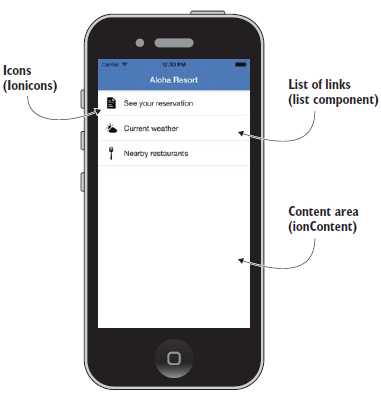 Icons
(Ionicons)
Carrier 12:30 PM
Aloha Resort
See your reservation
Current weather
Nearby restaurants
List of links
(list component)
Content area
(ionContent)